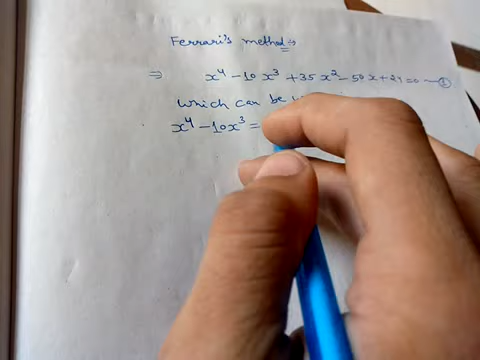 Ferrari's method :→
⇒ x⁴ - 10x³ + 35x² - 50x + 24 = 0 —①
Which can be
x⁴ - 10x³ =